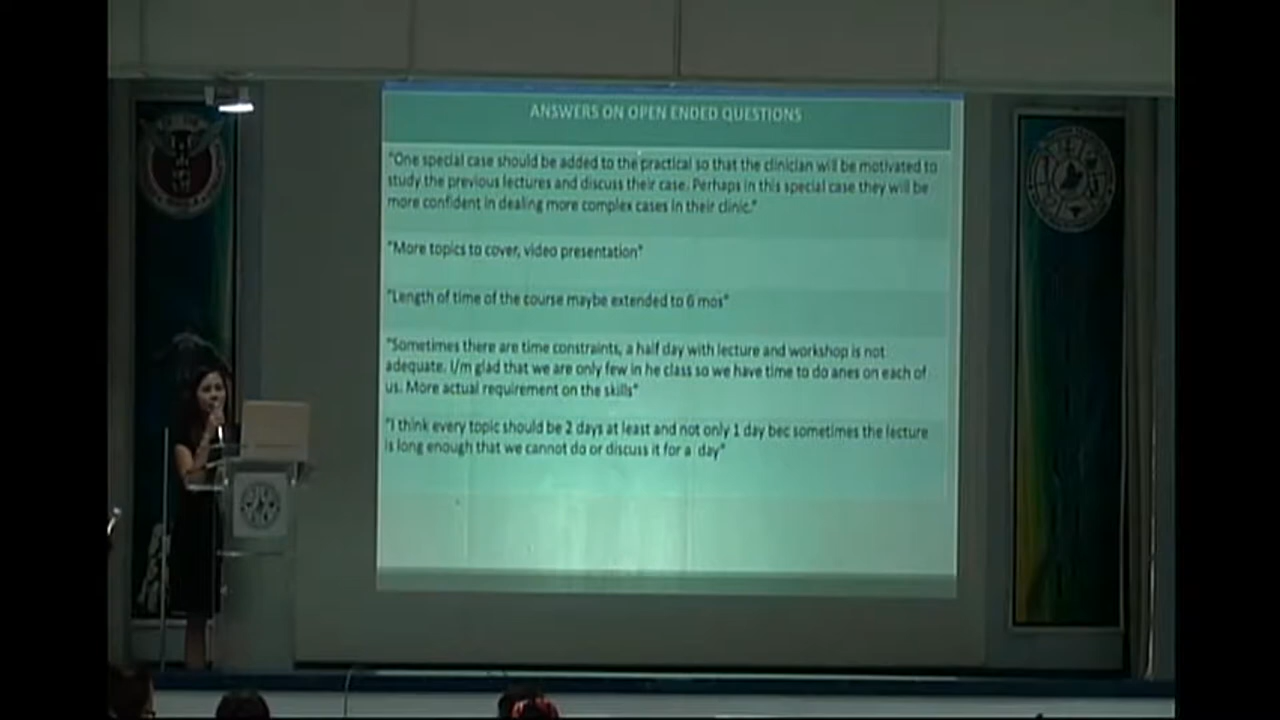 ANSWERS ON OPEN ENDED QUESTIONS
"One special case should be added to the practical so that the clinician will be motivated to
study the previous lectures and discuss their case. Perhaps in this special case they will be
more confident in dealing more complex cases in their clinic."
"More topics to cover, video presentation"
"Length of time of the course maybe extended to 6 mos"
"Sometimes there are time constraints, a half day with lecture and workshop is not
adequate. I/m glad that we are only few in he class so we have time to do anes on each of
us. More actual requirement on the skills"
"I think every topic should be 2 days at least and not only 1 day bec sometimes the lecture
is long enough that we cannot do or discuss it for a day"